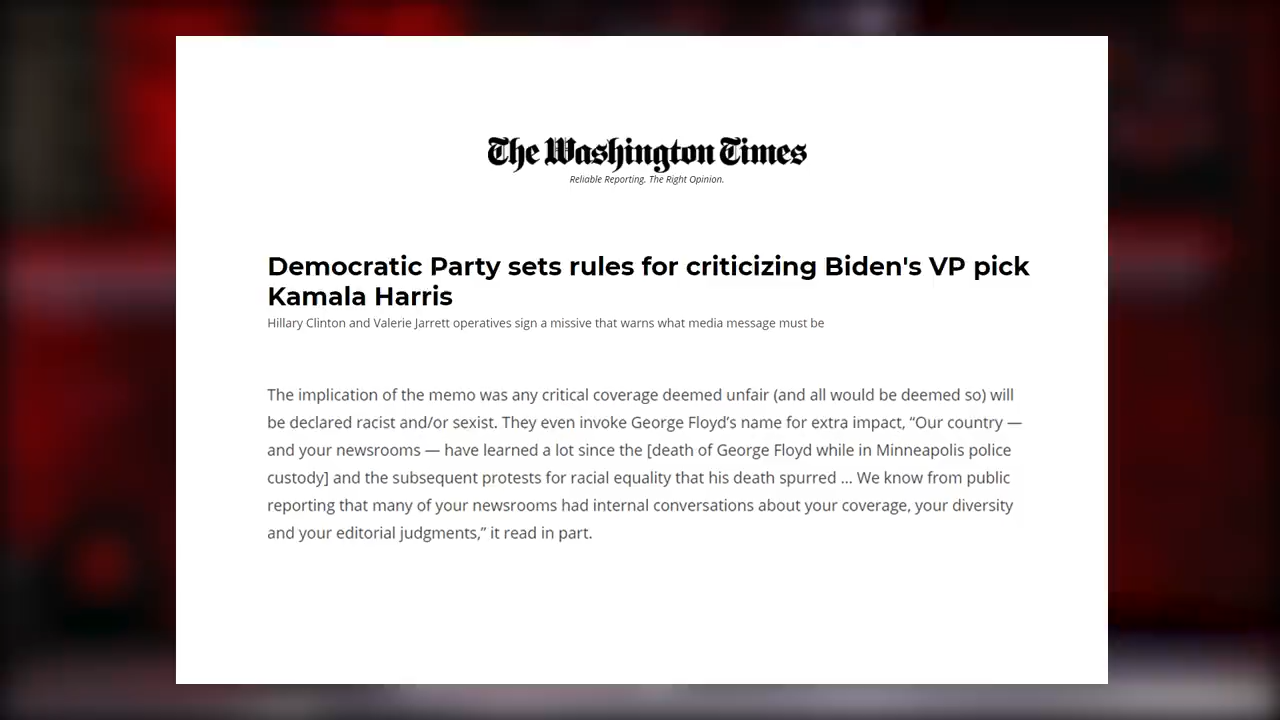 The Washington Times
Reliable Reporting. The Right Opinion.
Democratic Party sets rules for criticizing Biden's VP pick
Kamala Harris
Hillary Clinton and Valerie Jarrett operatives sign a missive that warns what media message must be
The implication of the memo was any critical coverage deemed unfair (and all would be deemed so) will
be declared racist and/or sexist. They even invoke George Floyd’s name for extra impact, “Our country —
and your newsrooms — have learned a lot since the [death of George Floyd while in Minneapolis police
custody] and the subsequent protests for racial equality that his death spurred ... We know from public
reporting that many of your newsrooms had internal conversations about your coverage, your diversity
and your editorial judgments,” it read in part.